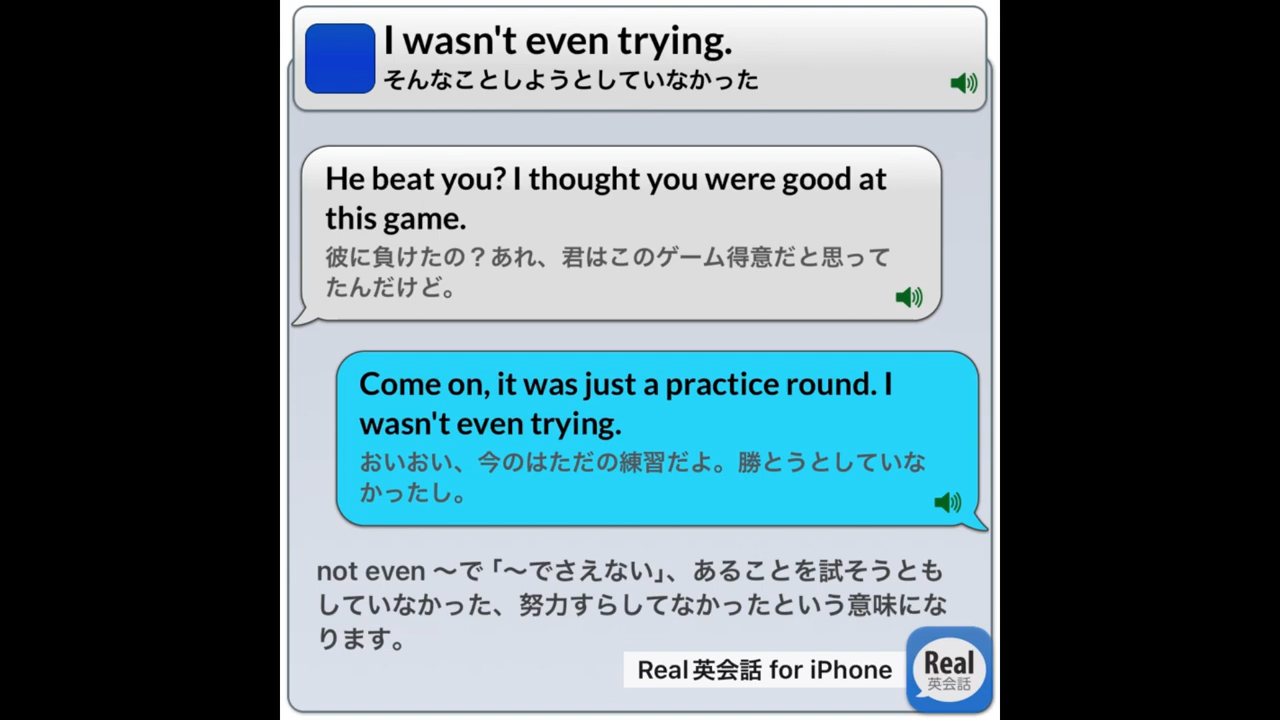 I wasn't even trying.
そんなことしようとしていなかった
He beat you? I thought you were good at
this game.
彼に負けたの？あれ、君はこのゲーム得意だと思って
たんだけど。
Come on, it was just a practice round. I
wasn't even trying.
おいおい、今のはただの練習だよ。勝とうとしていな
かったし。
not even 〜で「〜でさえない」、あることを試そうとも
していなかった、努力すらしてなかったという意味にな
ります。
Real英会話 for iPhone
Real
英会話